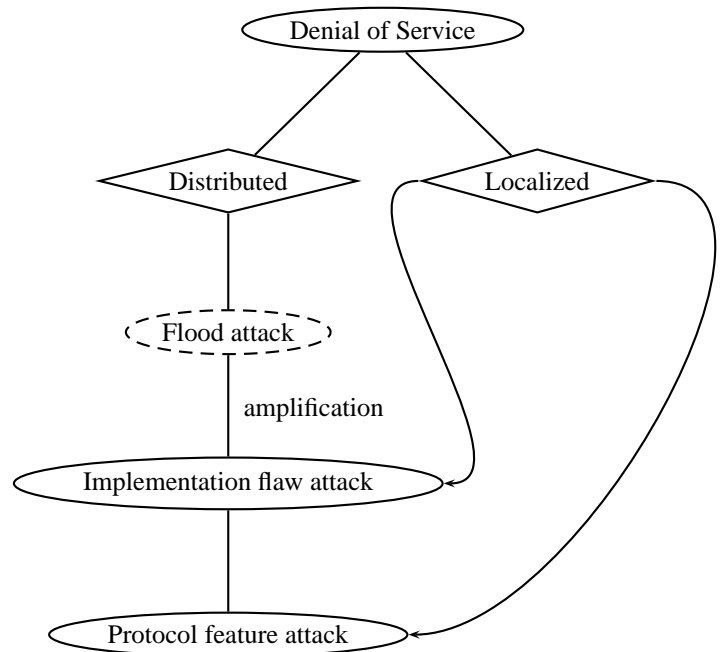 Denial of Service
Distributed
Localized
Flood attack
amplification
Implementation flaw attack
Protocol feature attack